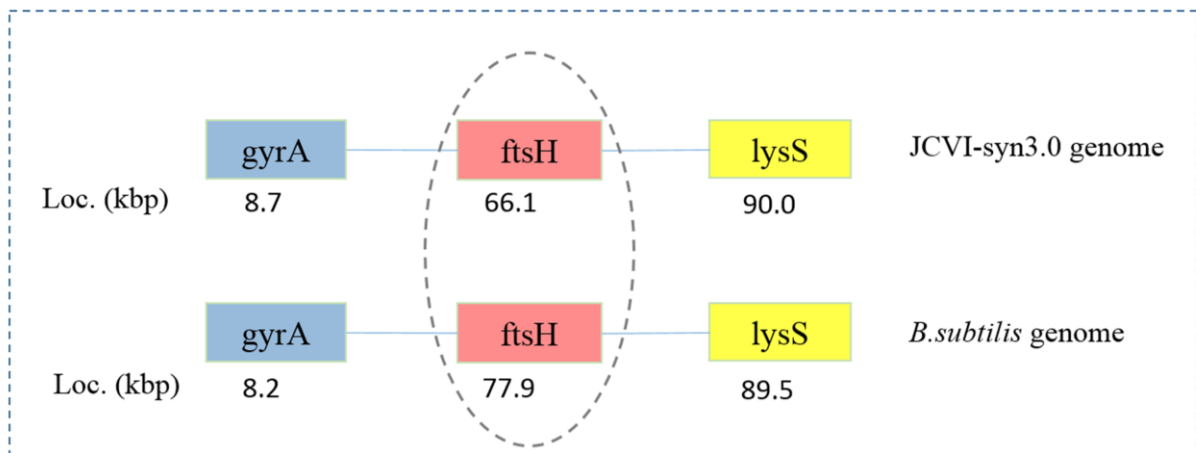 gyrA ftsH lysS JCVI-syn3.0 genome
Loc. (kbp) 8.7 66.1 90.0
gyrA ftsH lysS B.subtilis genome
Loc. (kbp) 8.2 77.9 89.5